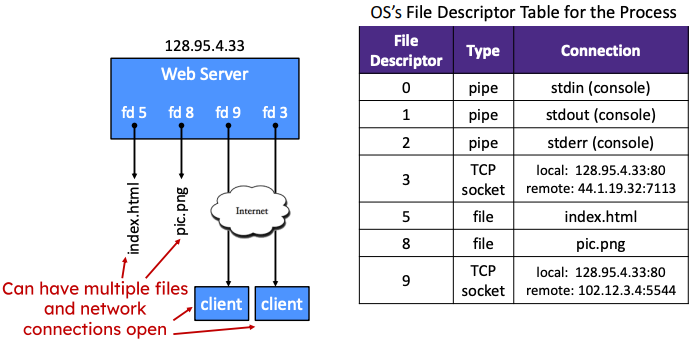 OS's File Descriptor Table for the Process
128.95.4.33
Web Server
fd 5 fd 8 fd 9 fd 3
index.html
pic.png
Internet
client client
Can have multiple files
and network
connections open
File Descriptor Type Connection
0 pipe stdin (console)
1 pipe stdout (console)
2 pipe stderr (console)
3 TCP socket local: 128.95.4.33:80
remote: 44.1.19.32:7113
5 file index.html
8 file pic.png
9 TCP socket local: 128.95.4.33:80
remote: 102.12.3.4:5544